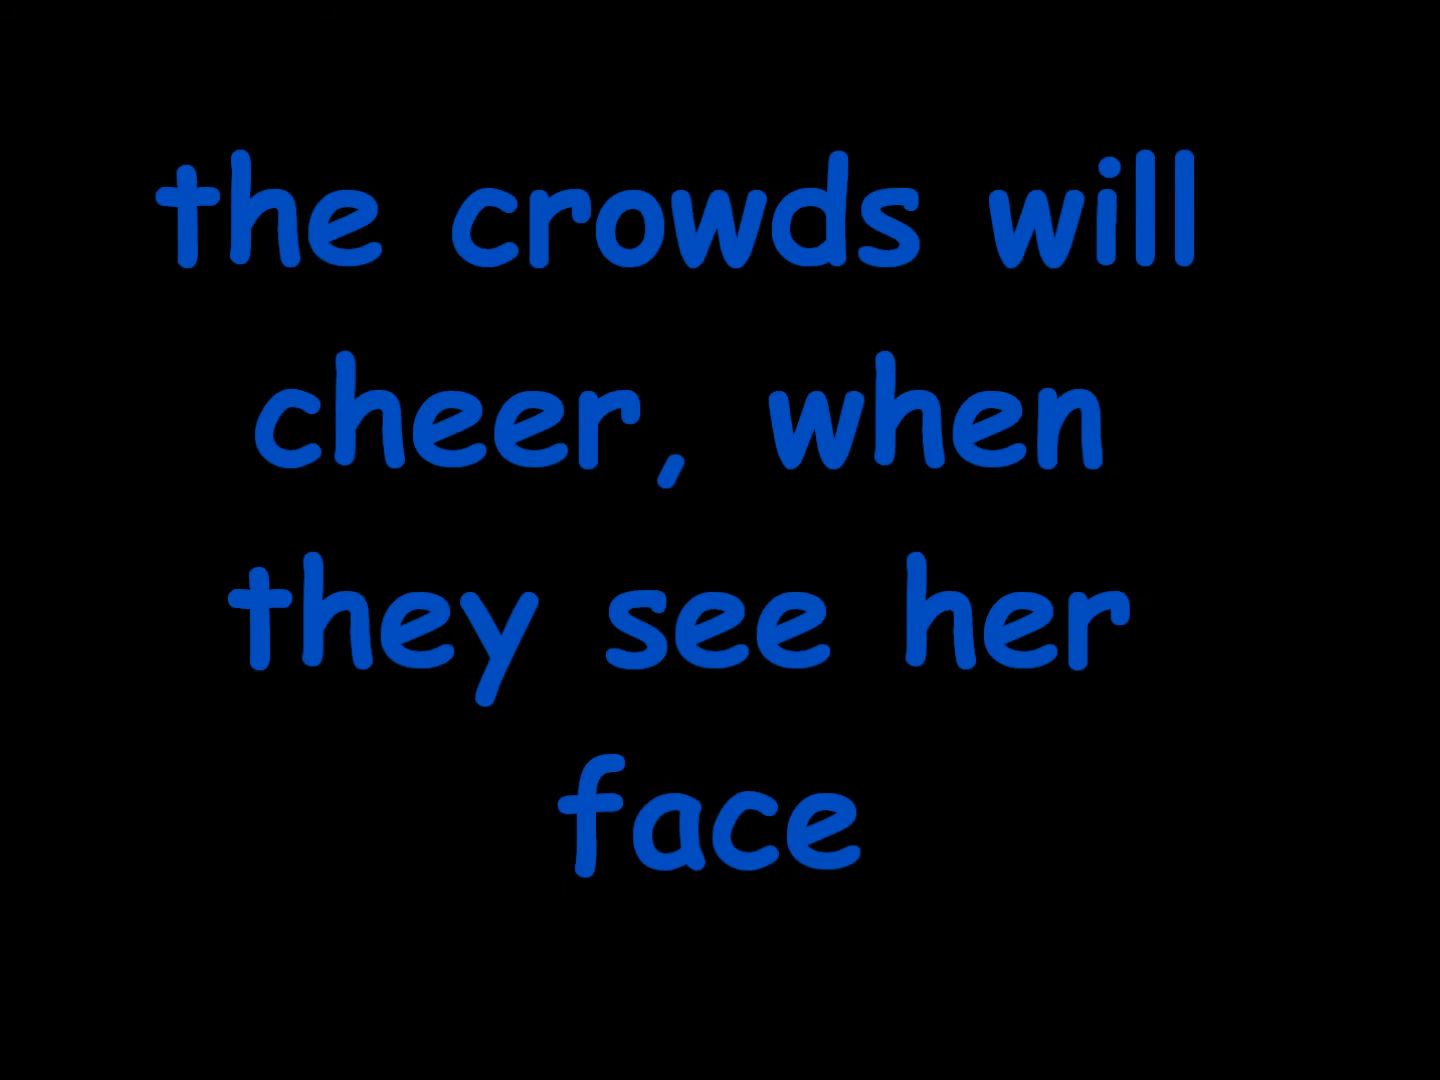 the crowds will
cheer, when
they see her
face